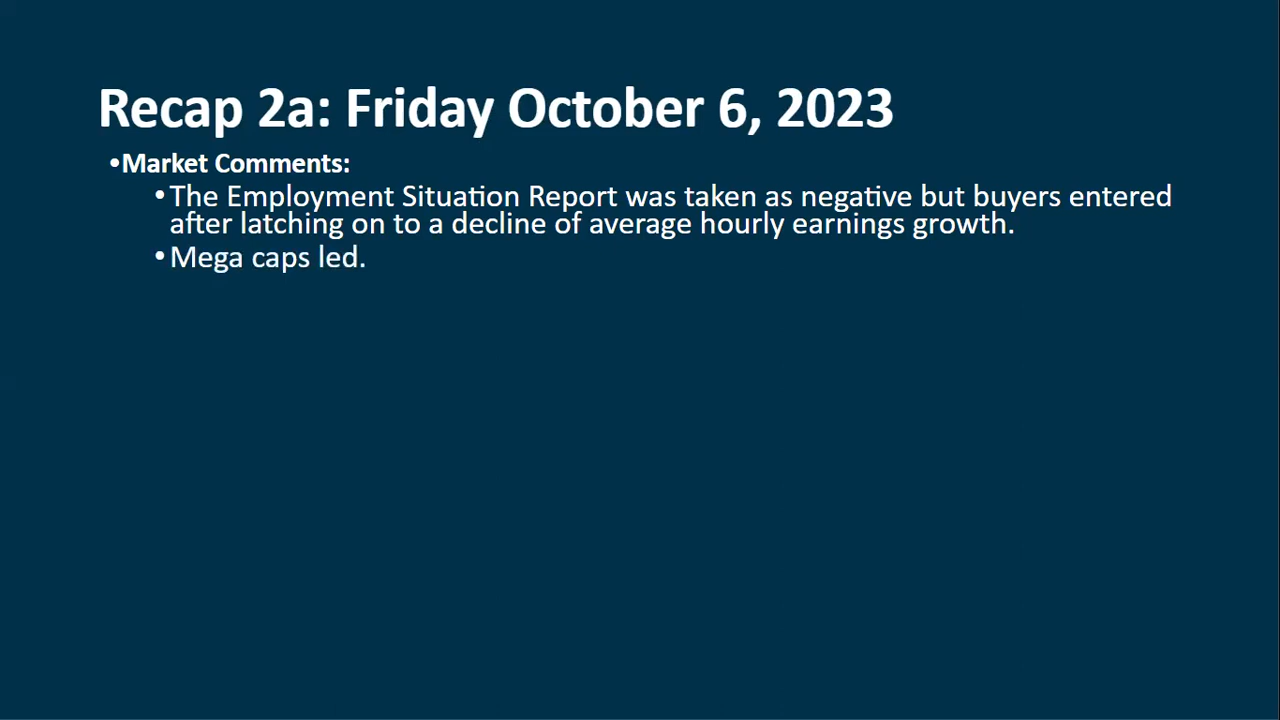 Recap 2a: Friday October 6, 2023
•Market Comments:
•The Employment Situation Report was taken as negative but buyers entered
after latching on to a decline of average hourly earnings growth.
•Mega caps led.